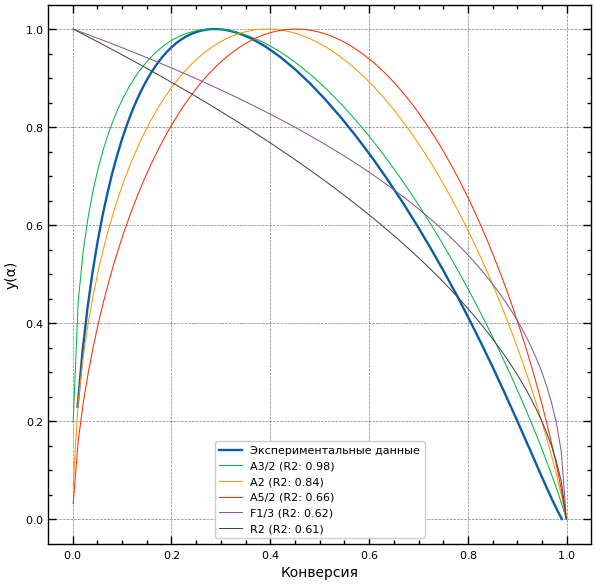 y(α)
1.0
0.8
0.6
0.4
0.2
0.0
Экспериментальные данные
A3/2 (R2: 0.98)
A2 (R2: 0.84)
A5/2 (R2: 0.66)
F1/3 (R2: 0.62)
R2 (R2: 0.61)
0.0 0.2 0.4 0.6 0.8 1.0
Конверсия